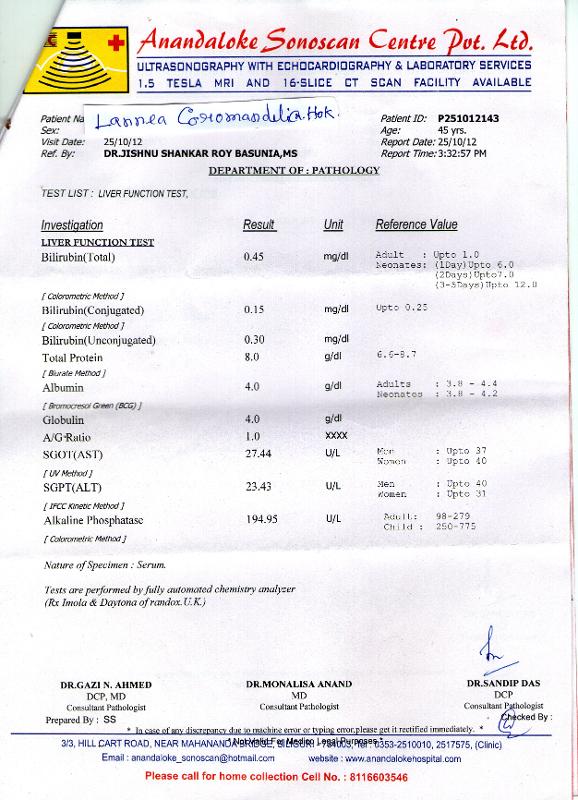 Anandaloke Sonoscan Centre Pvt. Ltd.
ULTRASONOGRAPHY WITH ECHOCARDIOGRAPHY & LABORATORY SERVICES
1.5 TESLA MRI AND 16-SLICE CT SCAN FACILITY AVAILABLE
Patient Na Lannea Coromandelia. Hok. Patient ID: P251012143
Sex: Age: 45 yrs.
Visit Date: 25/10/12 Report Date: 25/10/12
Ref. By: DR.JISHNU SHANKAR ROY BASUNIA,MS Report Time: 3:32:57 PM
DEPARTMENT OF : PATHOLOGY
TEST LIST : LIVER FUNCTION TEST,
Investigation Result Unit Reference Value
LIVER FUNCTION TEST
Bilirubin(Total) 0.45 mg/dl Adult : Upto 1.0
Neonates: (1Day)Upto 6.0
(2Days)Upto7.0
(3-5Days)Upto 12.0
[ Colorometric Method ]
Bilirubin(Conjugated) 0.15 mg/dl Upto 0.25
[ Colorometric Method ]
Bilirubin(Unconjugated) 0.30 mg/dl
Total Protein 8.0 g/dl 6.6-8.7
[ Biurate Method ]
Albumin 4.0 g/dl Adults : 3.8 - 4.4
Neonates : 3.8 - 4.2
[ Bromocresol Green (BCG) ]
Globulin 4.0 g/dl
A/G Ratio 1.0 XXXX
SGOT(AST) 27.44 U/L Men : Upto 37
Women : Upto 40
[ UV Method ]
SGPT(ALT) 23.43 U/L Men : Upto 40
Women : Upto 31
[ IFCC Kinetic Method ]
Alkaline Phosphatase 194.95 U/L Adult: 98-279
Child : 250-775
[ Colorometric Method ]
Nature of Specimen : Serum.
Tests are performed by fully automated chemistry analyzer
(Rx Imola & Daytona of randox.U.K.)
DR.GAZI N. AHMED DR.MONALISA ANAND DR.SANDIP DAS
DCP, MD MD DCP
Consultant Pathologist Consultant Pathologist Consultant Pathologist
Prepared By : SS Checked By :
* In case of any discrepancy due to machine error or typing error,please get it rectified immediately. *
3/3, HILL CART ROAD, NEAR MAHANANDA BRIDGE, 0353-2510010, 2517575, (Clinic)
Email : anandaloke_sonoscan@hotmail.com website : www.anandalokehospital.com
Please call for home collection Cell No. : 8116603546